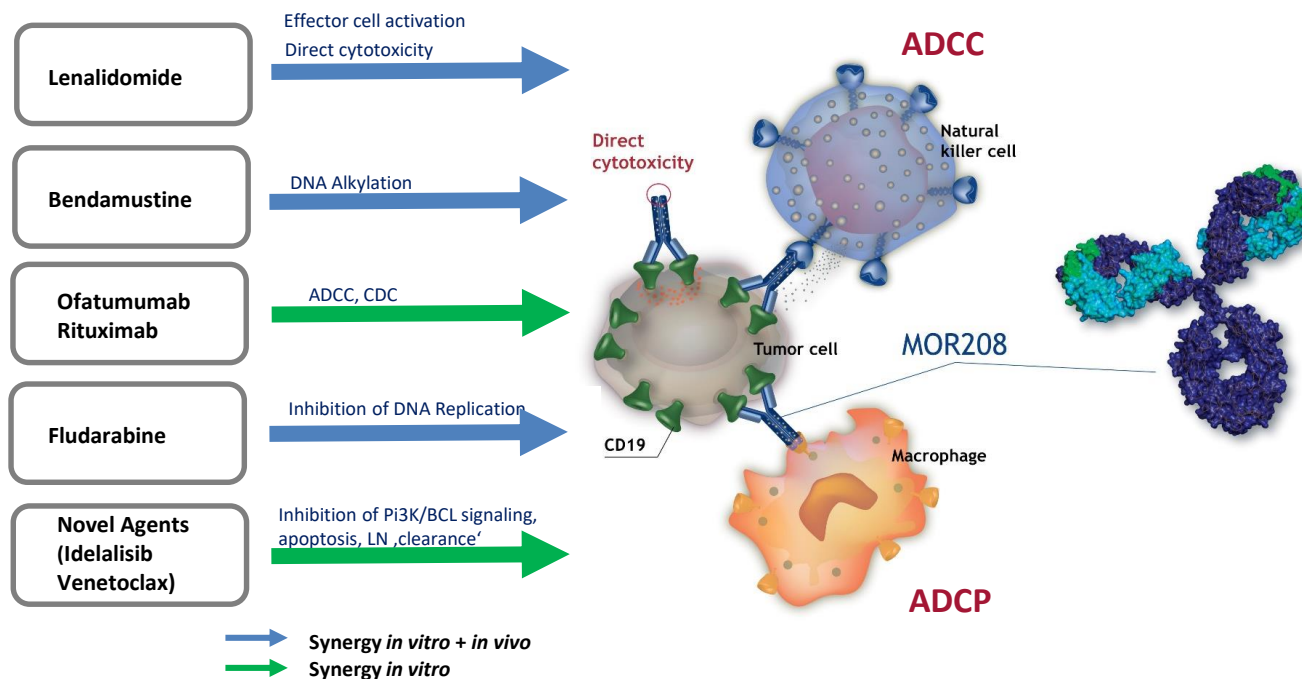 Lenalidomide
Effector cell activation
Direct cytotoxicity
Bendamustine
DNA Alkylation
Ofatumumab
Rituximab
ADCC, CDC
Fludarabine
Inhibition of DNA Replication
Novel Agents
(Idelalisib
Venetoclax)
Inhibition of Pi3K/BCL signaling,
apoptosis, LN ‚clearance‘
Synergy in vitro + in vivo
Synergy in vitro
ADCC
Natural
killer cell
Direct
cytotoxicity
Tumor cell
MOR208
CD19
Macrophage
ADCP